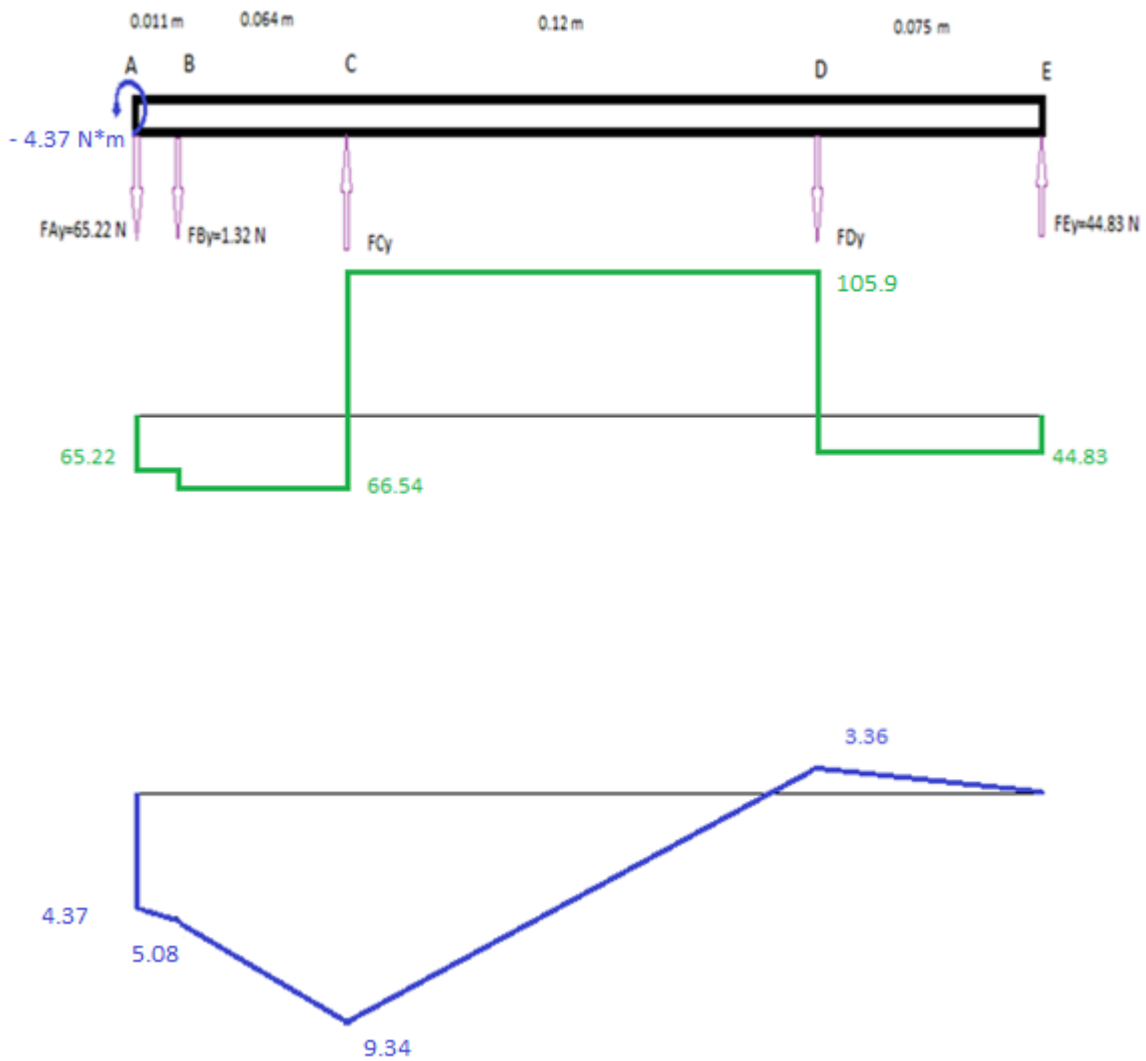 0.011 m 0.064 m 0.12 m 0.075 m
A B C D E
- 4.37 N*m
FAy=65.22 N FBy=1.32 N FCy FDy FEy=44.83 N
105.9
65.22 66.54 44.83
3.36
4.37
5.08
9.34